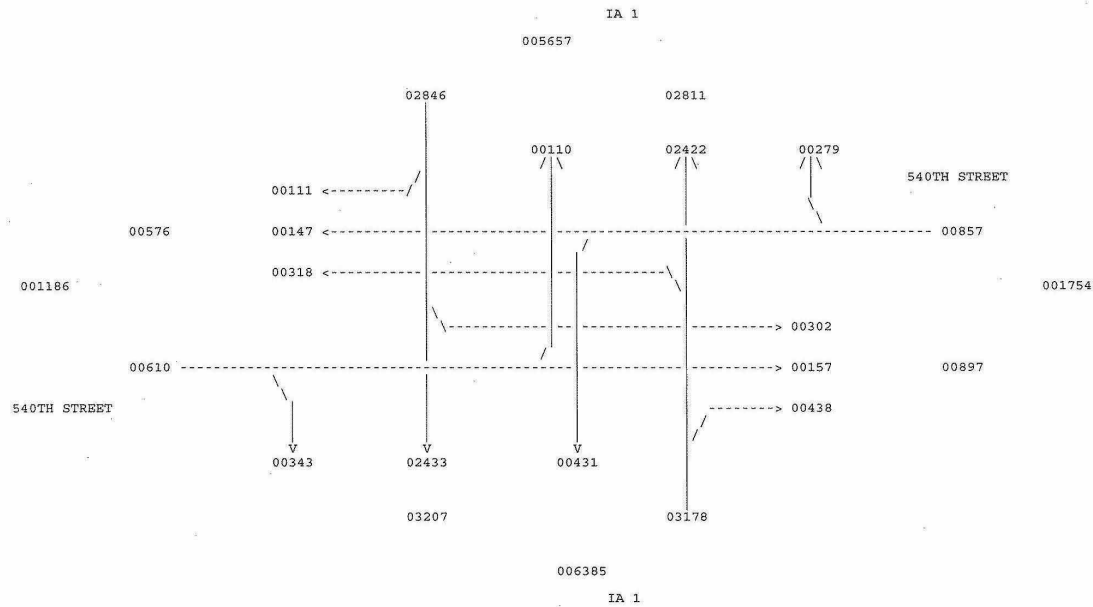 IA 1
005657
02846 02811
00110 02422 00279
540TH STREET
00111
00576 00147 00857
00318
001186 001754
00302
00610 00157 00897
540TH STREET 00438
00343 02433 00431
03207 03178
006385
IA 1